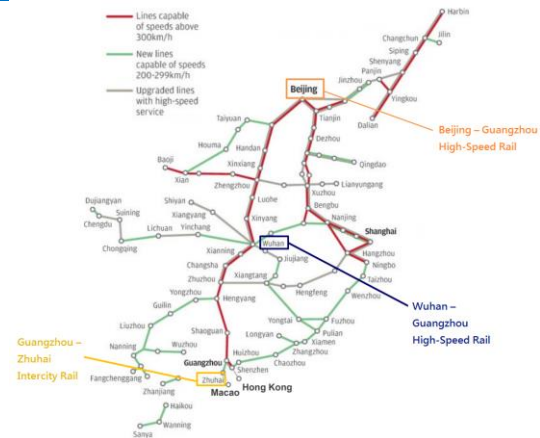 Lines capable
of speeds above
300km/h
New lines
capable of speeds
200-299km/h
Upgraded lines
with high-speed
service
Harbin
Changchun
Jilin
Siping
Shenyang
Panjin
Jinzhou
Yingkou
Beijing
Tianjin
Dalian
Beijing – Guangzhou
High-Speed Rail
Taiyuan
Dezhou
Houma
Handan
Baoji
Xinxiang
Qingdao
Xian
Zhengzhou
Lianyungang
Xuzhou
Luohe
Shiyan
Bengbu
Dujiangyan
Xiangyang
Xinyang
Nanjing
Suining
Chengdu
Lichuan
Yinchang
Wuhan
Shanghai
Chongqing
Xianning
Jiujiang
Hangzhou
Ningbo
Changsha
Xiangtang
Taizhou
Zhuzhou
Hengfeng
Wenzhou
Yongzhou
Hengyang
Wuhan –
Guangzhou
High-Speed Rail
Guilin
Yongtai
Fuzhou
Liuzhou
Shaoguan
Longyan
Pulian
Xiamen
Guangzhou –
Zhuhai
Intercity Rail
Nanning
Wuzhou
Huizhou
Zhangzhou
Guangzhou
Chaozhou
Shenzhen
Fangchenggang
Zhuhai
Zhanjiang
Hong Kong
Macao
Haikou
Wanning
Sanya